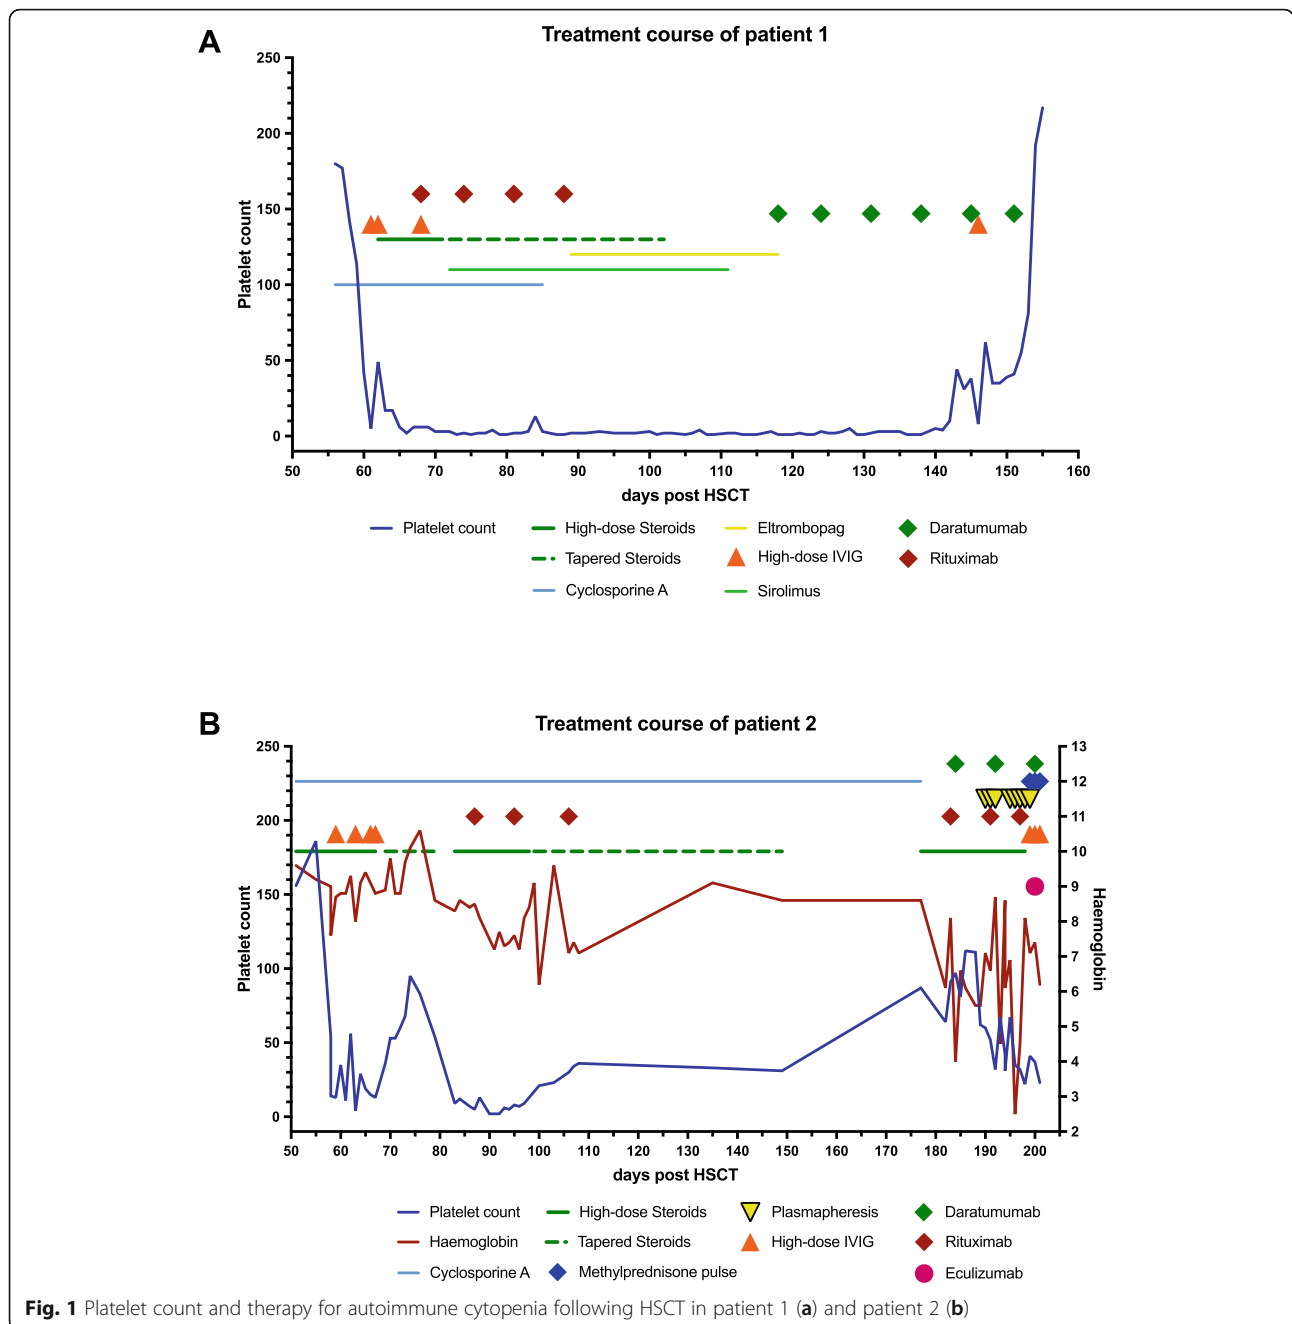 A
Treatment course of patient 1
250
200
150
100
50
0
Platelet count
50 60 70 80 90 100 110 120 130 140 150 160
days post HSCT
Platelet count High-dose Steroids Eltrombopag Daratumumab
Tapered Steroids High-dose IVIG Rituximab
Cyclosporine A Sirolimus
B
Treatment course of patient 2
250
200
150
100
50
0
Platelet count
13
12
11
10
9
8
7
6
5
4
3
2
Haemoglobin
50 60 70 80 90 100 110 120 130 140 150 160 170 180 190 200
days post HSCT
Platelet count High-dose Steroids Plasmapheresis Daratumumab
Haemoglobin Tapered Steroids High-dose IVIG Rituximab
Cyclosporine A Methylprednisone pulse Eculizumab
Fig. 1 Platelet count and therapy for autoimmune cytopenia following HSCT in patient 1 (a) and patient 2 (b)